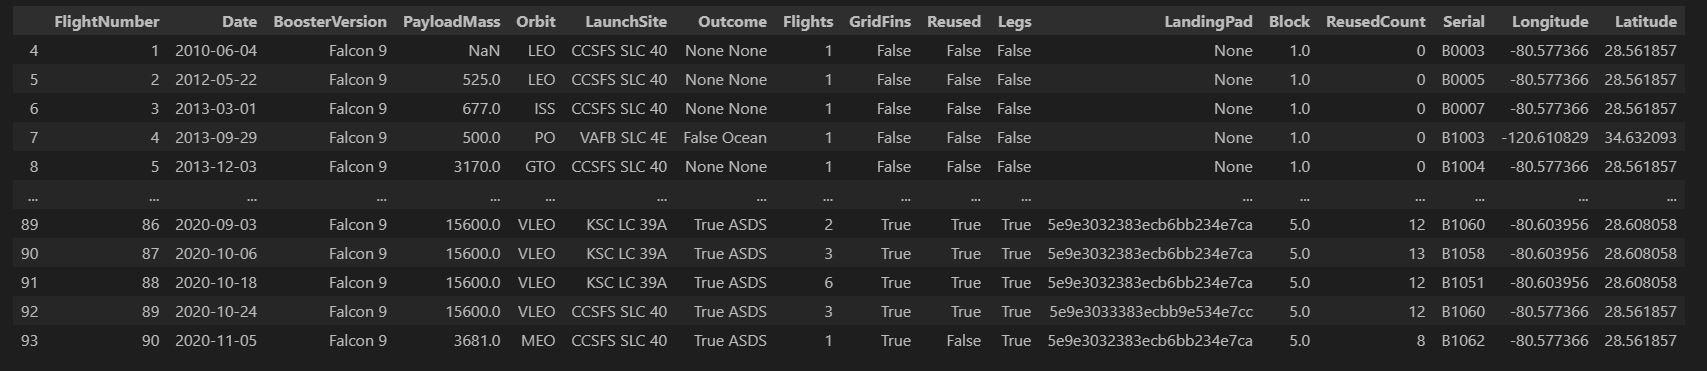 FlightNumber Date BoosterVersion PayloadMass Orbit LaunchSite Outcome Flights GridFins Reused Legs LandingPad Block ReusedCount Serial Longitude Latitude
4 1 2010-06-04 Falcon 9 NaN LEO CCSFS SLC 40 None None 1 False False False None 1.0 0 B0003 -80.577366 28.561857
5 2 2012-05-22 Falcon 9 525.0 LEO CCSFS SLC 40 None None 1 False False False None 1.0 0 B0005 -80.577366 28.561857
6 3 2013-03-01 Falcon 9 677.0 ISS CCSFS SLC 40 None None 1 False False False None 1.0 0 B0007 -80.577366 28.561857
7 4 2013-09-29 Falcon 9 500.0 PO VAFB SLC 4E False Ocean 1 False False False None 1.0 0 B1003 -120.610829 34.632093
8 5 2013-12-03 Falcon 9 3170.0 GTO CCSFS SLC 40 None None 1 False False False None 1.0 0 B1004 -80.577366 28.561857
... ... ... ... ... ... ... ... ... ... ... ... ... ... ... ... ... ...
89 86 2020-09-03 Falcon 9 15600.0 VLEO KSC LC 39A True ASDS 2 True True True 5e9e3032383ecb6bb234e7ca 5.0 12 B1060 -80.603956 28.608058
90 87 2020-10-06 Falcon 9 15600.0 VLEO KSC LC 39A True ASDS 3 True True True 5e9e3032383ecb6bb234e7ca 5.0 13 B1058 -80.603956 28.608058
91 88 2020-10-18 Falcon 9 15600.0 VLEO KSC LC 39A True ASDS 6 True True True 5e9e3032383ecb6bb234e7ca 5.0 12 B1051 -80.603956 28.608058
92 89 2020-10-24 Falcon 9 15600.0 VLEO CCSFS SLC 40 True ASDS 3 True True True 5e9e3033383ecbb9e534e7cc 5.0 12 B1060 -80.577366 28.561857
93 90 2020-11-05 Falcon 9 3681.0 MEO CCSFS SLC 40 True ASDS 1 True False True 5e9e3032383ecb6bb234e7ca 5.0 8 B1062 -80.577366 28.561857